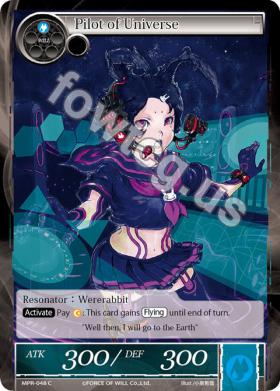 Pilot of Universe
fowtcg.us
Resonator : Wererabbit
Activate Pay : This card gains Flying until end of turn.
"Well then, I will go to the Earth"
ATK 300/ DEF 300
MPR-048 C ©FORCE OF WILL Co.,Ltd.